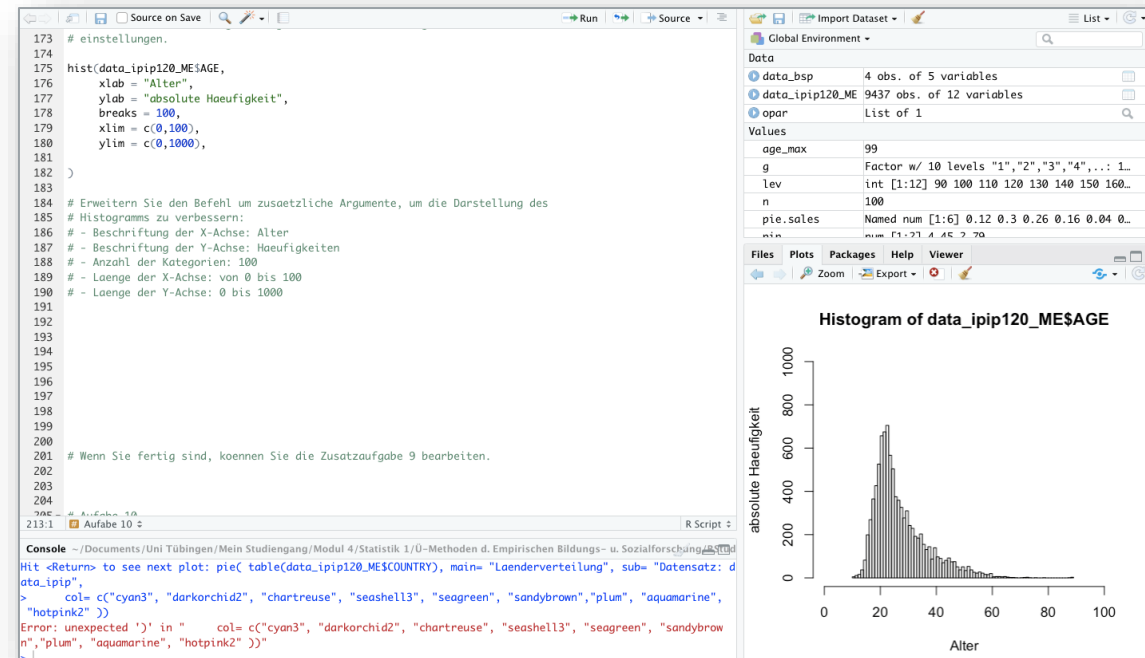 Source on Save
Run
Source
173 # einstellungen.
174
175 hist(data_ipip120_ME$AGE,
176 xlab = "Alter",
177 ylab = "absolute Haeufigkeit",
178 breaks = 100,
179 xlim = c(0,100),
180 ylim = c(0,1000),
181
182 )
183
184 # Erweitern Sie den Befehl um zusaetzliche Argumente, um die Darstellung des
185 # Histogramms zu verbessern:
186 # - Beschriftung der X-Achse: Alter
187 # - Beschriftung der Y-Achse: Haeufigkeiten
188 # - Anzahl der Kategorien: 100
189 # - Laenge der X-Achse: von 0 bis 100
190 # - Laenge der Y-Achse: 0 bis 1000
191
192
193
194
195
196
197
198
199
200
201 # Wenn Sie fertig sind, koennen Sie die Zusatzaufgabe 9 bearbeiten.
202
203
204
205 # Aufabe 10
213:1 Aufabe 10 R Script
Console ~/Documents/Uni Tübingen/Mein Studiengang/Modul 4/Statistik 1/Ü-Methoden d. Empirischen Bildungs- u. Sozialforschung/
Hit <Return> to see next plot: pie( table(data_ipip120_ME$COUNTRY), main= "Laenderverteilung", sub= "Datensatz: d
ata_ipip",
> col= c("cyan3", "darkorchid2", "chartreuse", "seashell3", "seagreen", "sandybrown","plum", "aquamarine",
"hotpink2" ))
Error: unexpected ')' in " col= c("cyan3", "darkorchid2", "chartreuse", "seashell3", "seagreen", "sandybrow
n","plum", "aquamarine", "hotpink2" ))"
>
Import Dataset
List
Global Environment
Data
data_bsp 4 obs. of 5 variables
data_ipip120_ME 9437 obs. of 12 variables
opar List of 1
Values
age_max 99
g Factor w/ 10 levels "1","2","3","4",..: 1…
lev int [1:12] 90 100 110 120 130 140 150 160…
n 100
pie.sales Named num [1:6] 0.12 0.3 0.26 0.16 0.04 0…
pin num [1:2] 4.45 2.79
Files Plots Packages Help Viewer
Zoom Export
Histogram of data_ipip120_ME$AGE
absolute Haeufigkeit
1000
800
600
400
200
0
0 20 40 60 80 100
Alter